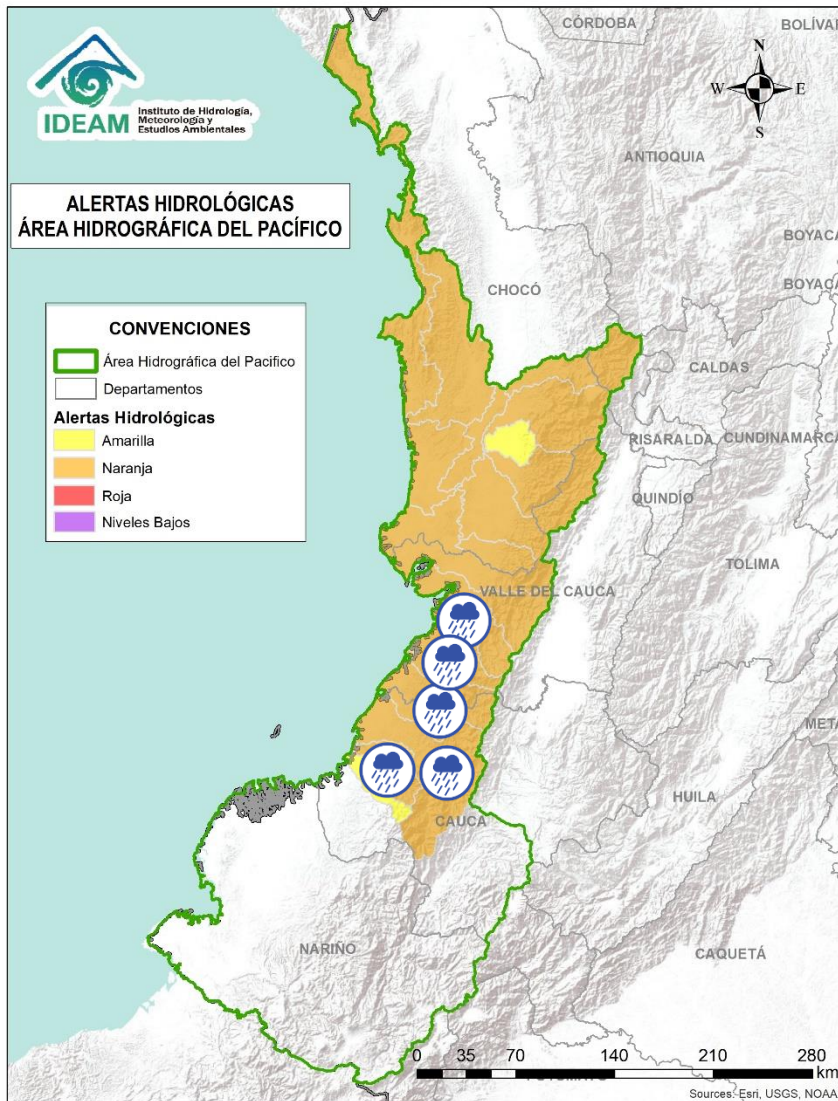 CÓRDOBA
BOLÍVA
N
W
E
S
IDEAM
Instituto de Hidrología,
Meteorología y
Estudios Ambientales
ANTIOQUIA
ALERTAS HIDROLÓGICAS
ÁREA HIDROGRÁFICA DEL PACÍFICO
BOYACÁ
BOYACÁ
CHOCÓ
CONVENCIONES
Área Hidrográfica del Pacifico
Departamentos
Alertas Hidrológicas
Amarilla
Naranja
Roja
Niveles Bajos
CALDAS
RISARALDA
CUNDINAMARCA
QUINDÍO
TOLIMA
VALLE DEL CAUCA
META
HUILA
CAUCA
NARIÑO
CAQUETÁ
0 35 70 140 210 280
km
Sources: Esri, USGS, NOAA